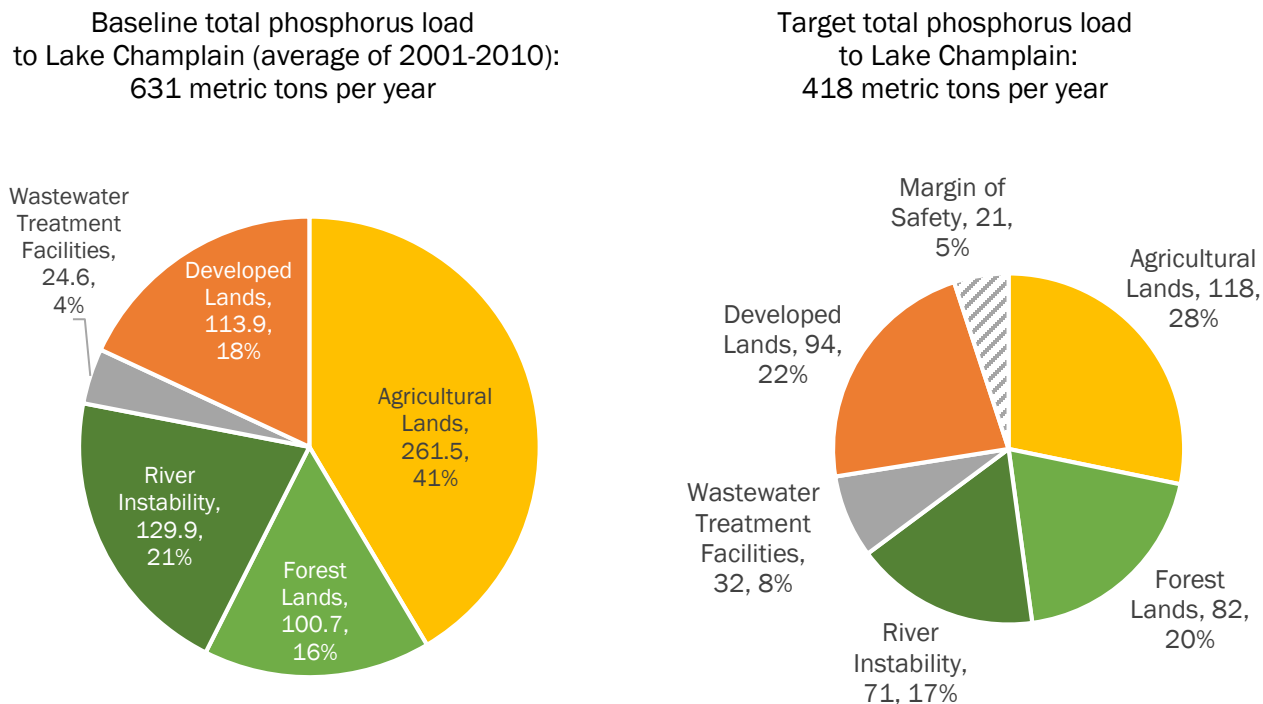 Baseline total phosphorus load
to Lake Champlain (average of 2001-2010):
631 metric tons per year
Wastewater
Treatment
Facilities,
24.6,
4%
Developed
Lands,
113.9,
18%
Agricultural
Lands,
261.5,
41%
River
Instability,
129.9,
21%
Forest
Lands,
100.7,
16%
Target total phosphorus load
to Lake Champlain:
418 metric tons per year
Margin of
Safety, 21,
5%
Agricultural
Lands, 118,
28%
Developed
Lands, 94,
22%
Wastewater
Treatment
Facilities,
32, 8%
Forest
Lands, 82,
20%
River
Instability,
71, 17%